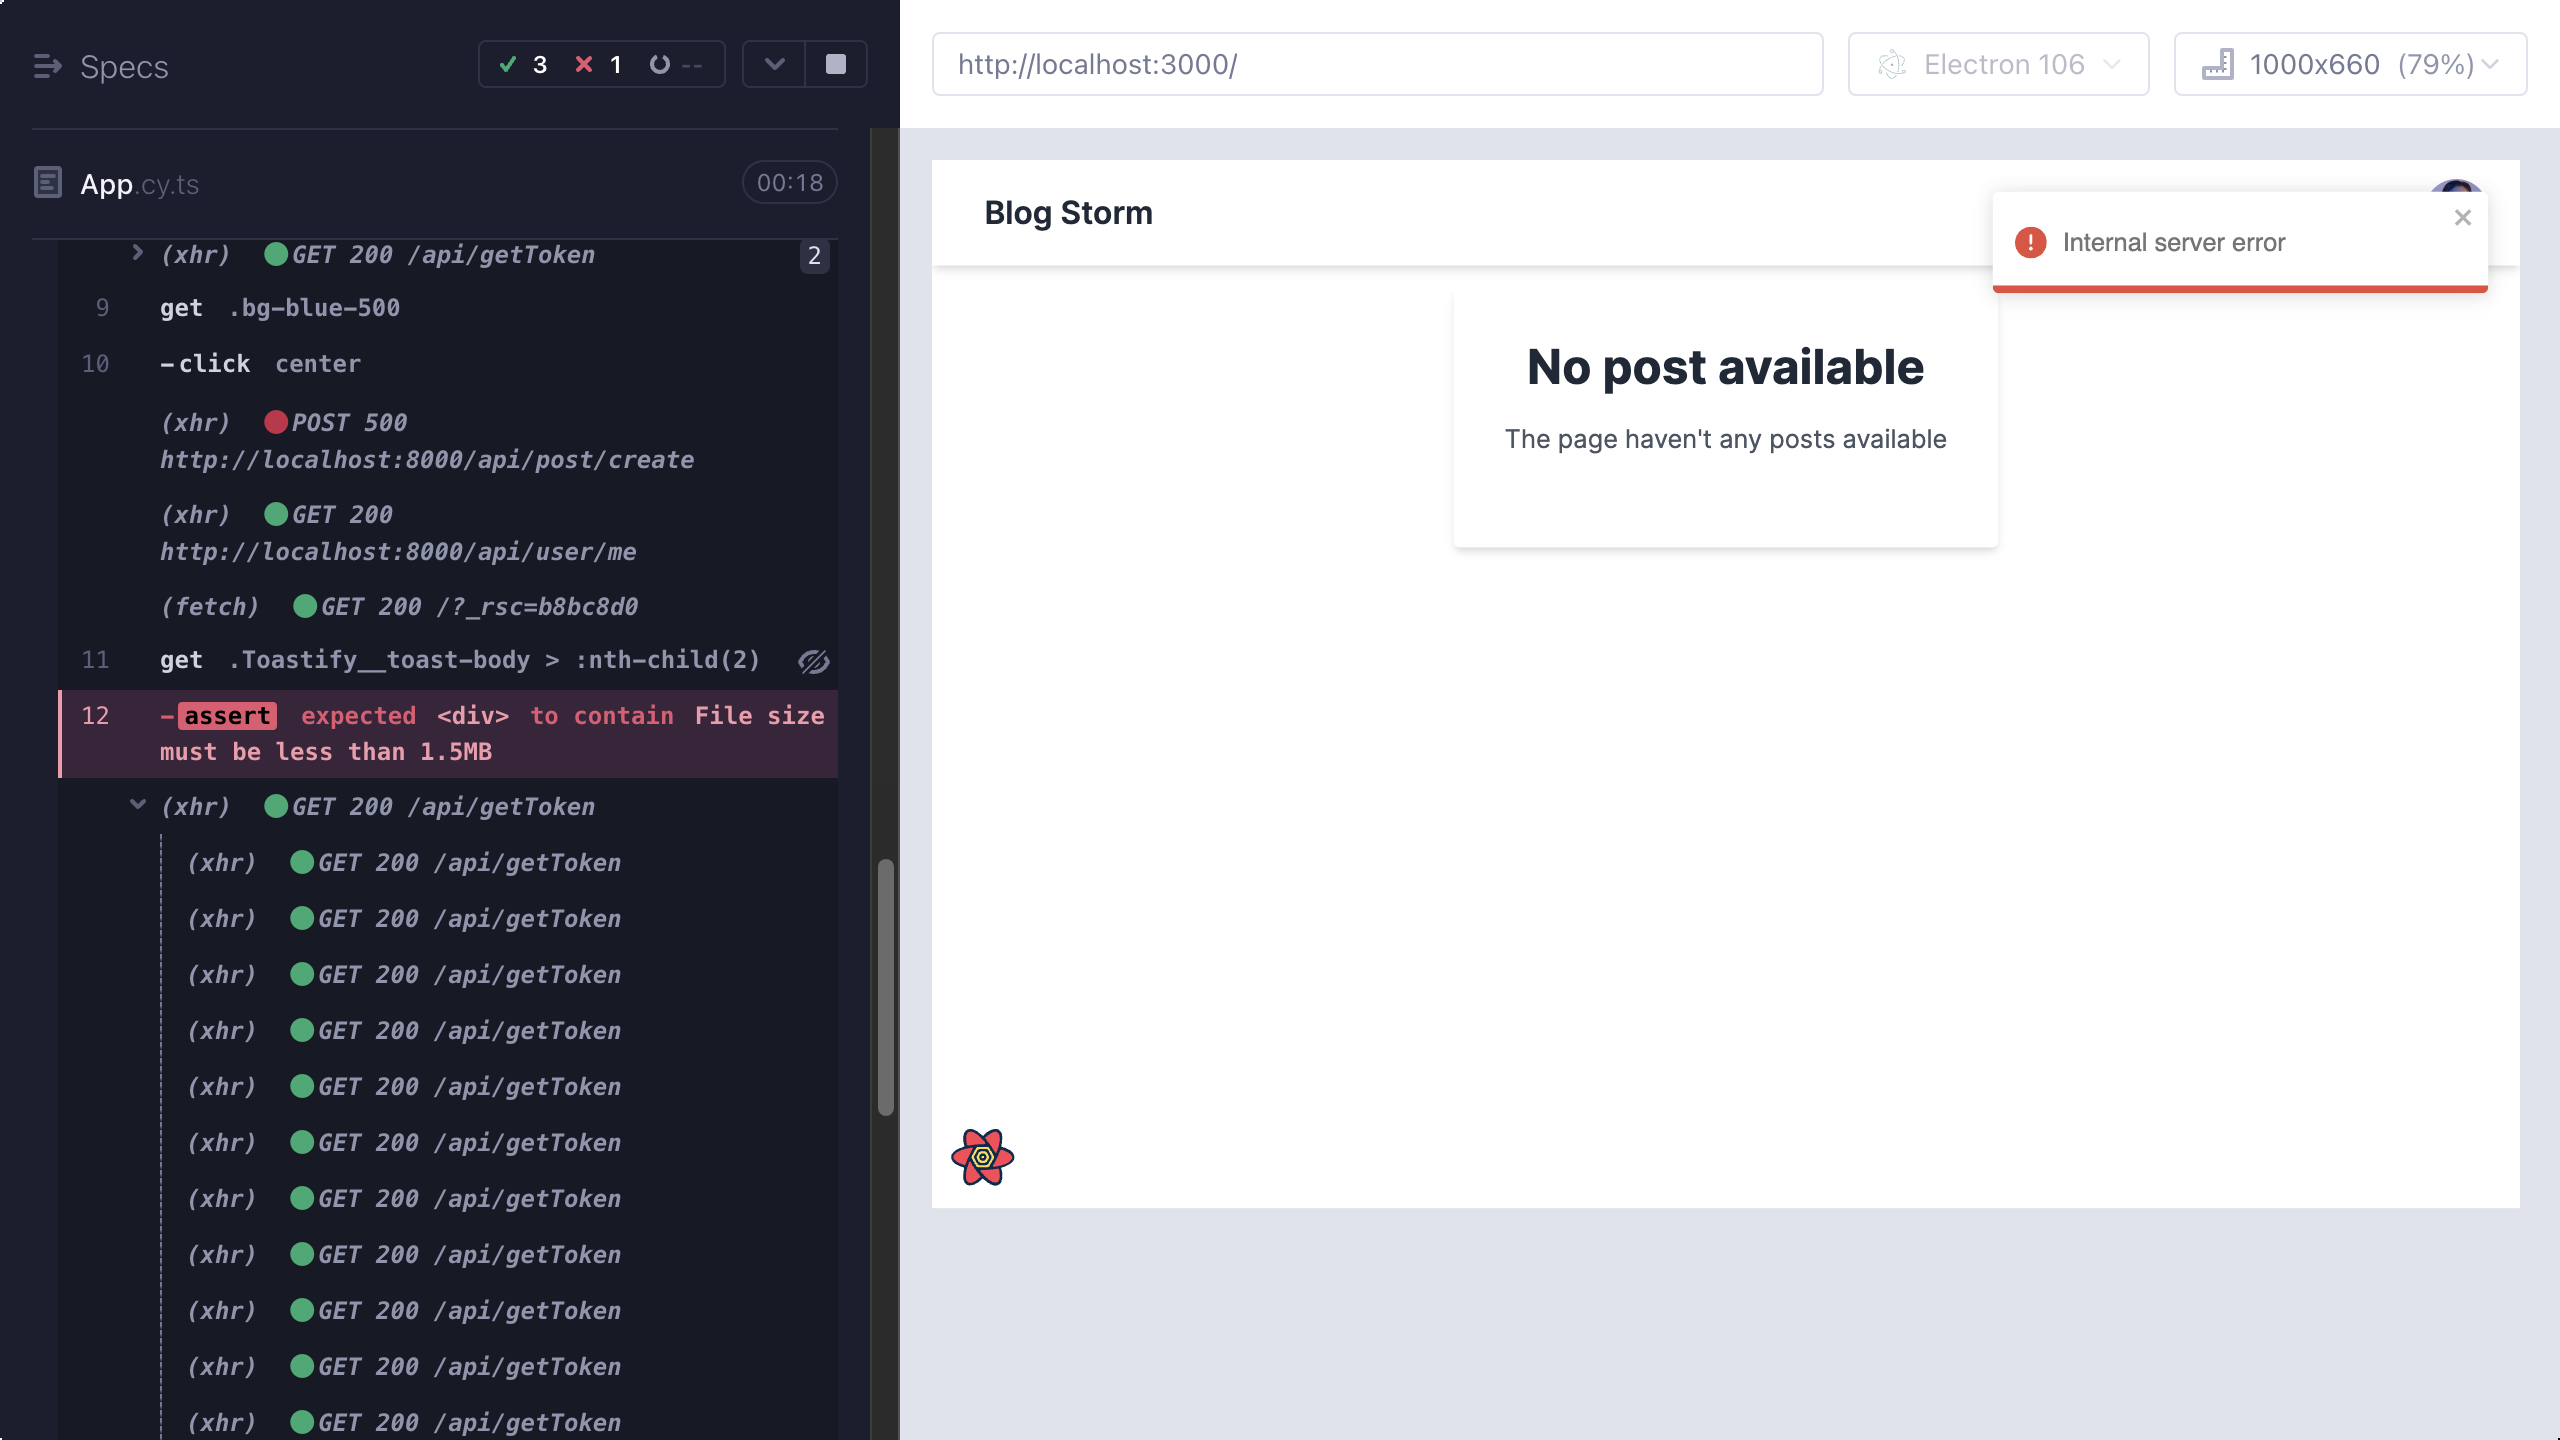 Specs
3 1 --
App.cy.ts 00:18
(xhr) GET 200 /api/getToken 2
9 get .bg-blue-500
10 -click center
(xhr) POST 500
http://localhost:8000/api/post/create
(xhr) GET 200
http://localhost:8000/api/user/me
(fetch) GET 200 /?_rsc=b8bc8d0
11 get .Toastify__toast-body > :nth-child(2)
12 -assert expected <div> to contain File size
must be less than 1.5MB
(xhr) GET 200 /api/getToken
(xhr) GET 200 /api/getToken
(xhr) GET 200 /api/getToken
(xhr) GET 200 /api/getToken
(xhr) GET 200 /api/getToken
(xhr) GET 200 /api/getToken
(xhr) GET 200 /api/getToken
(xhr) GET 200 /api/getToken
(xhr) GET 200 /api/getToken
(xhr) GET 200 /api/getToken
(xhr) GET 200 /api/getToken
(xhr) GET 200 /api/getToken
http://localhost:3000/
Electron 106
1000x660 (79%)
Blog Storm
Internal server error
No post available
The page haven't any posts available